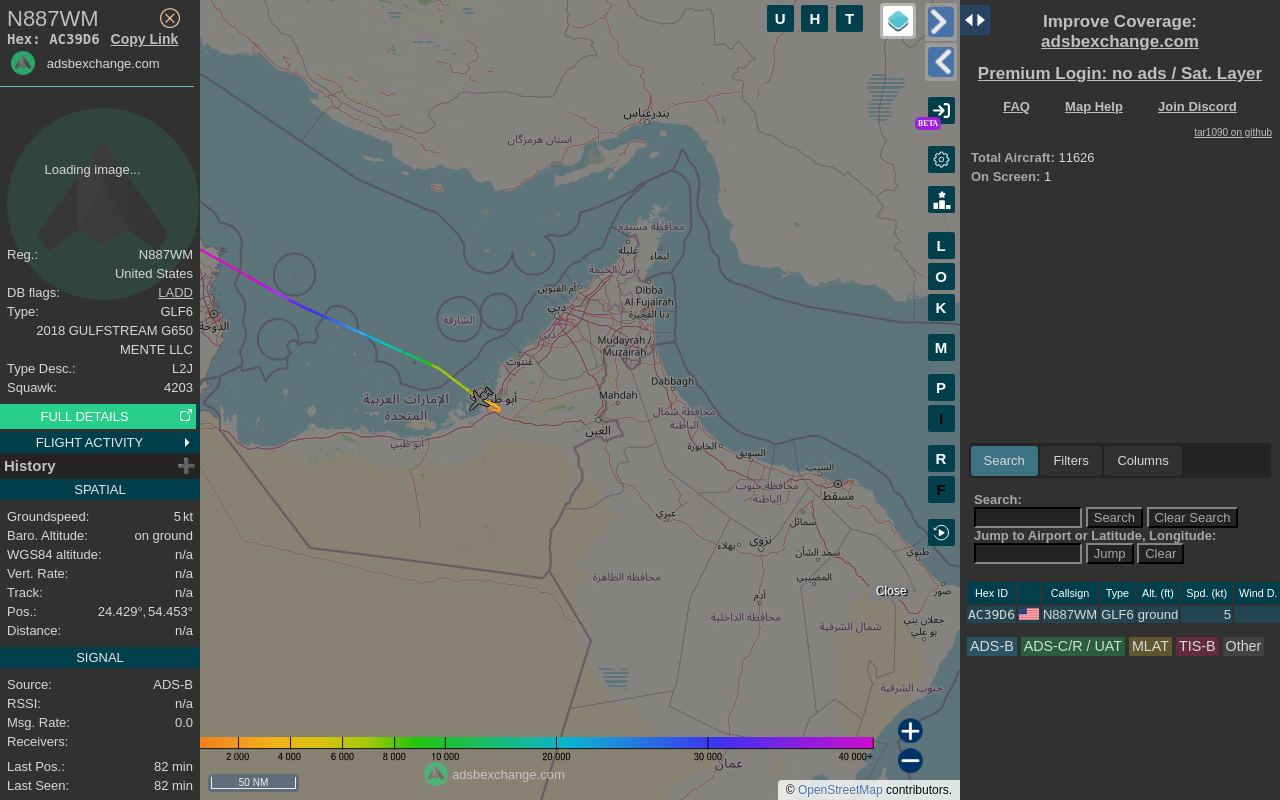 N887WM
Hex: AC39D6 Copy Link
adsbexchange.com
Loading image...
Reg.: N887WM
United States
DB flags: LADD
Type: GLF6
2018 GULFSTREAM G650
MENTE LLC
Type Desc.: L2J
Squawk: 4203
FULL DETAILS
FLIGHT ACTIVITY
History
SPATIAL
Groundspeed: 5 kt
Baro. Altitude: on ground
WGS84 altitude: n/a
Vert. Rate: n/a
Track: n/a
Pos.: 24.429°, 54.453°
Distance: n/a
SIGNAL
Source: ADS-B
RSSI: n/a
Msg. Rate: 0.0
Receivers:
Last Pos.: 82 min
Last Seen: 82 min
U H T
BETA
L
O
K
M
P
I
R
F
بندرعباس
استان هرمزگان
محافظة مسندم
خليّة
ليماء
رأس الخيمة
أم القيوين
Dibba
Al Fujairah
دبا الفجيرة
دبي
دبي
الشارقة
الدوحة
Mudayrah /
Muzairah
غنتوت
Dabbagh
Mahdah
الإمارات العربية
المتحدة
أبو ظبي
محافظة شمال
الباطنة
العين
أبو ظبي
الخابورة
السويق
السيب
مسقط
محافظة جنوب
الباطنة
عبري
سمائل
نزوى
بهلاء
سمد الشأن
طيوي
المضيبي
محافظة الظاهرة
Close
صور
أدم
محافظة الداخلية
شمال الشرقية
جعلان بني
بو علي
جنوب الشرقية
عمان
2 000 4 000 6 000 8 000 10 000 20 000 30 000 40 000+
50 NM
adsbexchange.com
© OpenStreetMap contributors.
Improve Coverage:
adsbexchange.com
Premium Login: no ads / Sat. Layer
FAQ Map Help Join Discord
tar1090 on github
Total Aircraft: 11626
On Screen: 1
Search Filters Columns
Search:
Search Clear Search
Jump to Airport or Latitude, Longitude:
Jump Clear
Hex ID Callsign Type Alt. (ft) Spd. (kt) Wind D.
AC39D6 N887WM GLF6 ground 5
ADS-B ADS-C/R / UAT MLAT TIS-B Other